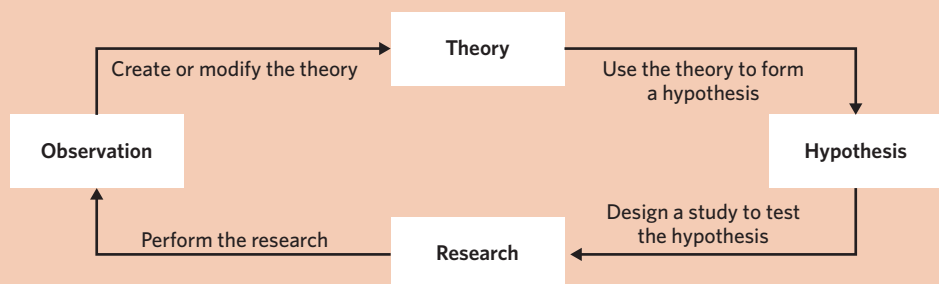 Theory
Create or modify the theory
Use the theory to form
a hypothesis
Observation
Hypothesis
Design a study to test
the hypothesis
Perform the research
Research